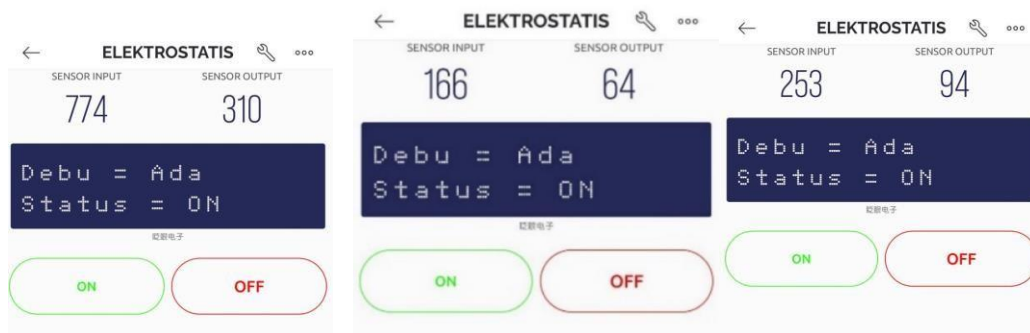 ELEKTROSTATIS
SENSOR INPUT SENSOR OUTPUT
774 310
Debu = Ada
Status = ON
ON OFF
ELEKTROSTATIS
SENSOR INPUT SENSOR OUTPUT
166 64
Debu = Ada
Status = ON
ON OFF
ELEKTROSTATIS
SENSOR INPUT SENSOR OUTPUT
253 94
Debu = Ada
Status = ON
ON OFF